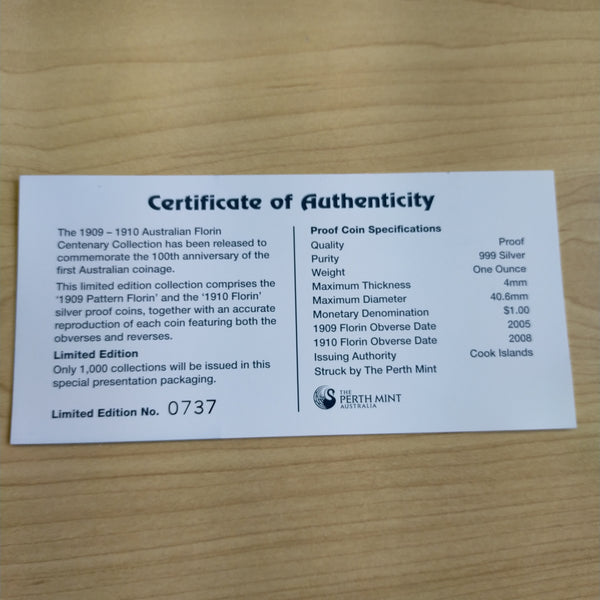 Certificate of Authenticity
The 1909 – 1910 Australian Florin
Centenary Collection has been released to
commemorate the 100th anniversary of the
first Australian coinage.
This limited edition collection comprises the
‘1909 Pattern Florin’ and the ‘1910 Florin’
silver proof coins, together with an accurate
reproduction of each coin featuring both the
obverses and reverses.
Limited Edition
Only 1,000 collections will be issued in this
special presentation packaging.
Limited Edition No. 0737
Proof Coin Specifications
Quality Proof
Purity 999 Silver
Weight One Ounce
Maximum Thickness 4mm
Maximum Diameter 40.6mm
Monetary Denomination $1.00
1909 Florin Obverse Date 2005
1910 Florin Obverse Date 2008
Issuing Authority Cook Islands
Struck by The Perth Mint
THE
PERTH MINT
AUSTRALIA